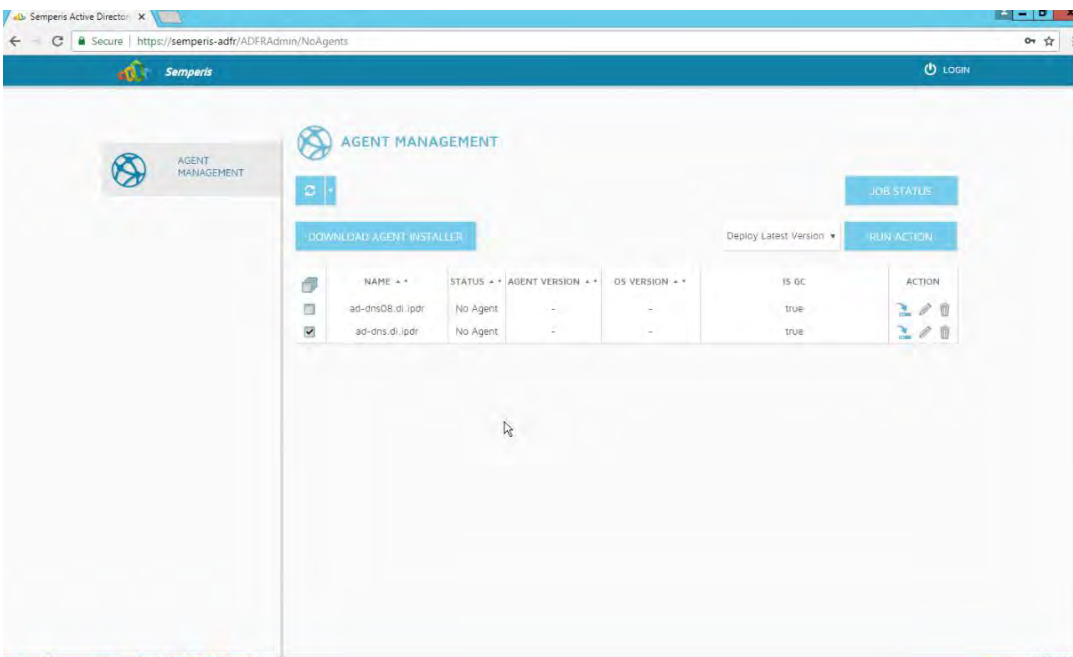 Semperis Active Director
Secure | https://semperis-adfr/ADFRAdmin/NoAgents
Semperis LOGIN
AGENT MANAGEMENT
AGENT
MANAGEMENT
JOB STATUS
DOWNLOAD AGENT INSTALLER Deploy Latest Version RUN ACTION
NAME STATUS AGENT VERSION OS VERSION IS GC ACTION
ad-dns08.di.ipdr No Agent - - true
ad-dns.di.ipdr No Agent - - true